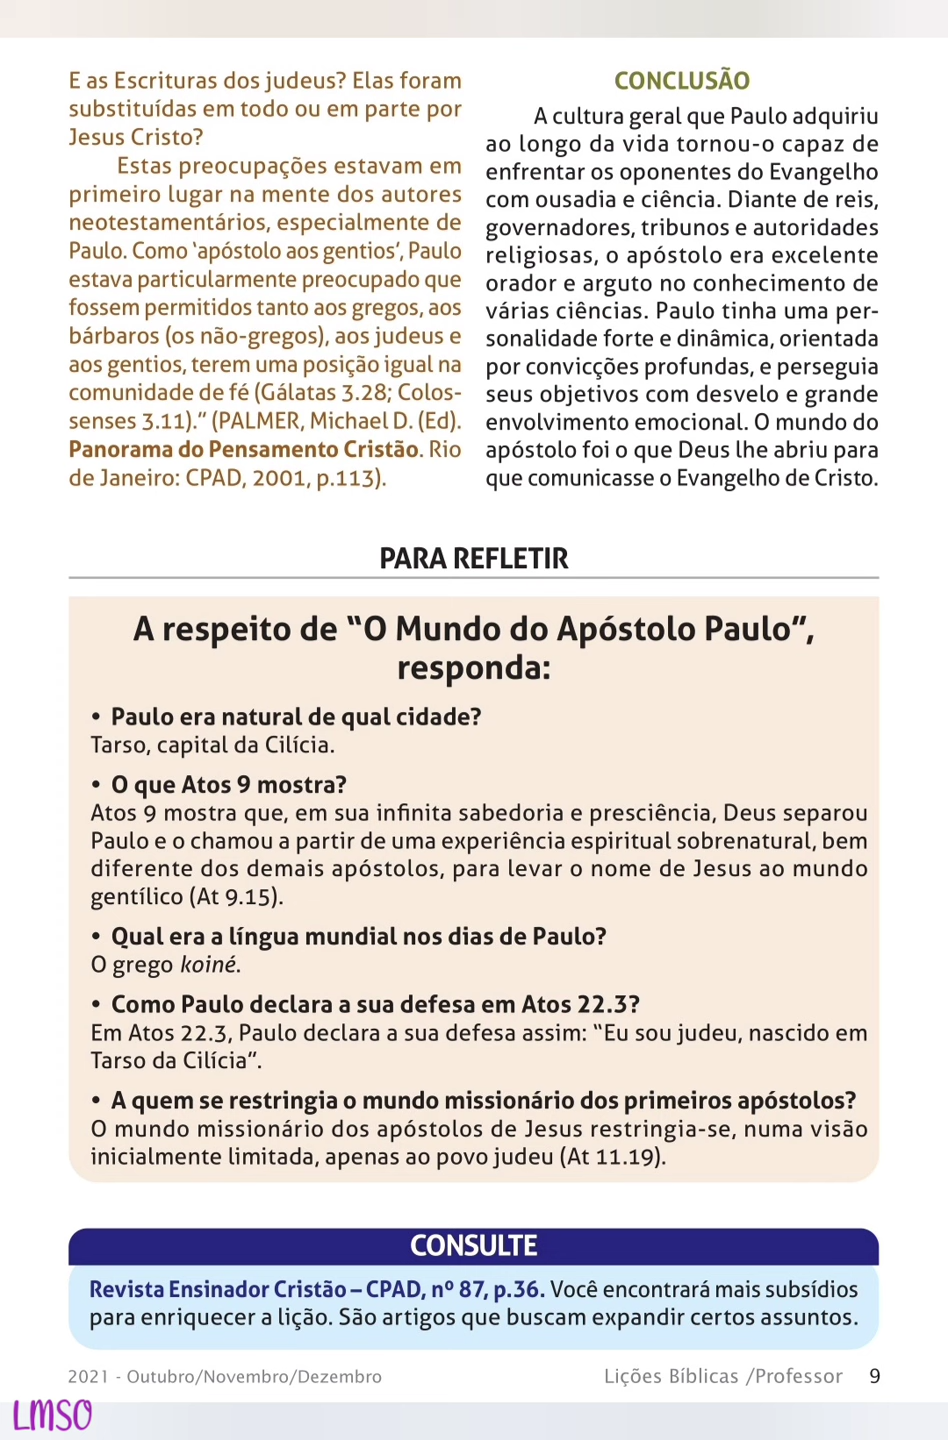 E as Escrituras dos judeus? Elas foram
substituídas em todo ou em parte por
Jesus Cristo?
Estas preocupações estavam em
primeiro lugar na mente dos autores
neotestamentários, especialmente de
Paulo. Como ‘apóstolo aos gentios’, Paulo
estava particularmente preocupado que
fossem permitidos tanto aos gregos, aos
bárbaros (os não-gregos), aos judeus e
aos gentios, terem uma posição igual na
comunidade de fé (Gálatas 3.28; Colos-
senses 3.11).” (PALMER, Michael D. (Ed).
Panorama do Pensamento Cristão. Rio
de Janeiro: CPAD, 2001, p.113).
CONCLUSÃO
A cultura geral que Paulo adquiriu
ao longo da vida tornou-o capaz de
enfrentar os oponentes do Evangelho
com ousadia e ciência. Diante de reis,
governadores, tribunos e autoridades
religiosas, o apóstolo era excelente
orador e arguto no conhecimento de
várias ciências. Paulo tinha uma per-
sonalidade forte e dinâmica, orientada
por convicções profundas, e perseguia
seus objetivos com desvelo e grande
envolvimento emocional. O mundo do
apóstolo foi o que Deus lhe abriu para
que comunicasse o Evangelho de Cristo.
PARA REFLETIR
A respeito de “O Mundo do Apóstolo Paulo”,
responda:
• Paulo era natural de qual cidade?
Tarso, capital da Cilícia.
• O que Atos 9 mostra?
Atos 9 mostra que, em sua infinita sabedoria e presciência, Deus separou
Paulo e o chamou a partir de uma experiência espiritual sobrenatural, bem
diferente dos demais apóstolos, para levar o nome de Jesus ao mundo
gentílico (At 9.15).
• Qual era a língua mundial nos dias de Paulo?
O grego koiné.
• Como Paulo declara a sua defesa em Atos 22.3?
Em Atos 22.3, Paulo declara a sua defesa assim: “Eu sou judeu, nascido em
Tarso da Cilícia”.
• A quem se restringia o mundo missionário dos primeiros apóstolos?
O mundo missionário dos apóstolos de Jesus restringia-se, numa visão
inicialmente limitada, apenas ao povo judeu (At 11.19).
CONSULTE
Revista Ensinador Cristão – CPAD, nº 87, p.36. Você encontrará mais subsídios
para enriquecer a lição. São artigos que buscam expandir certos assuntos.
2021 - Outubro/Novembro/Dezembro
Lições Bíblicas /Professor 9
LMSO